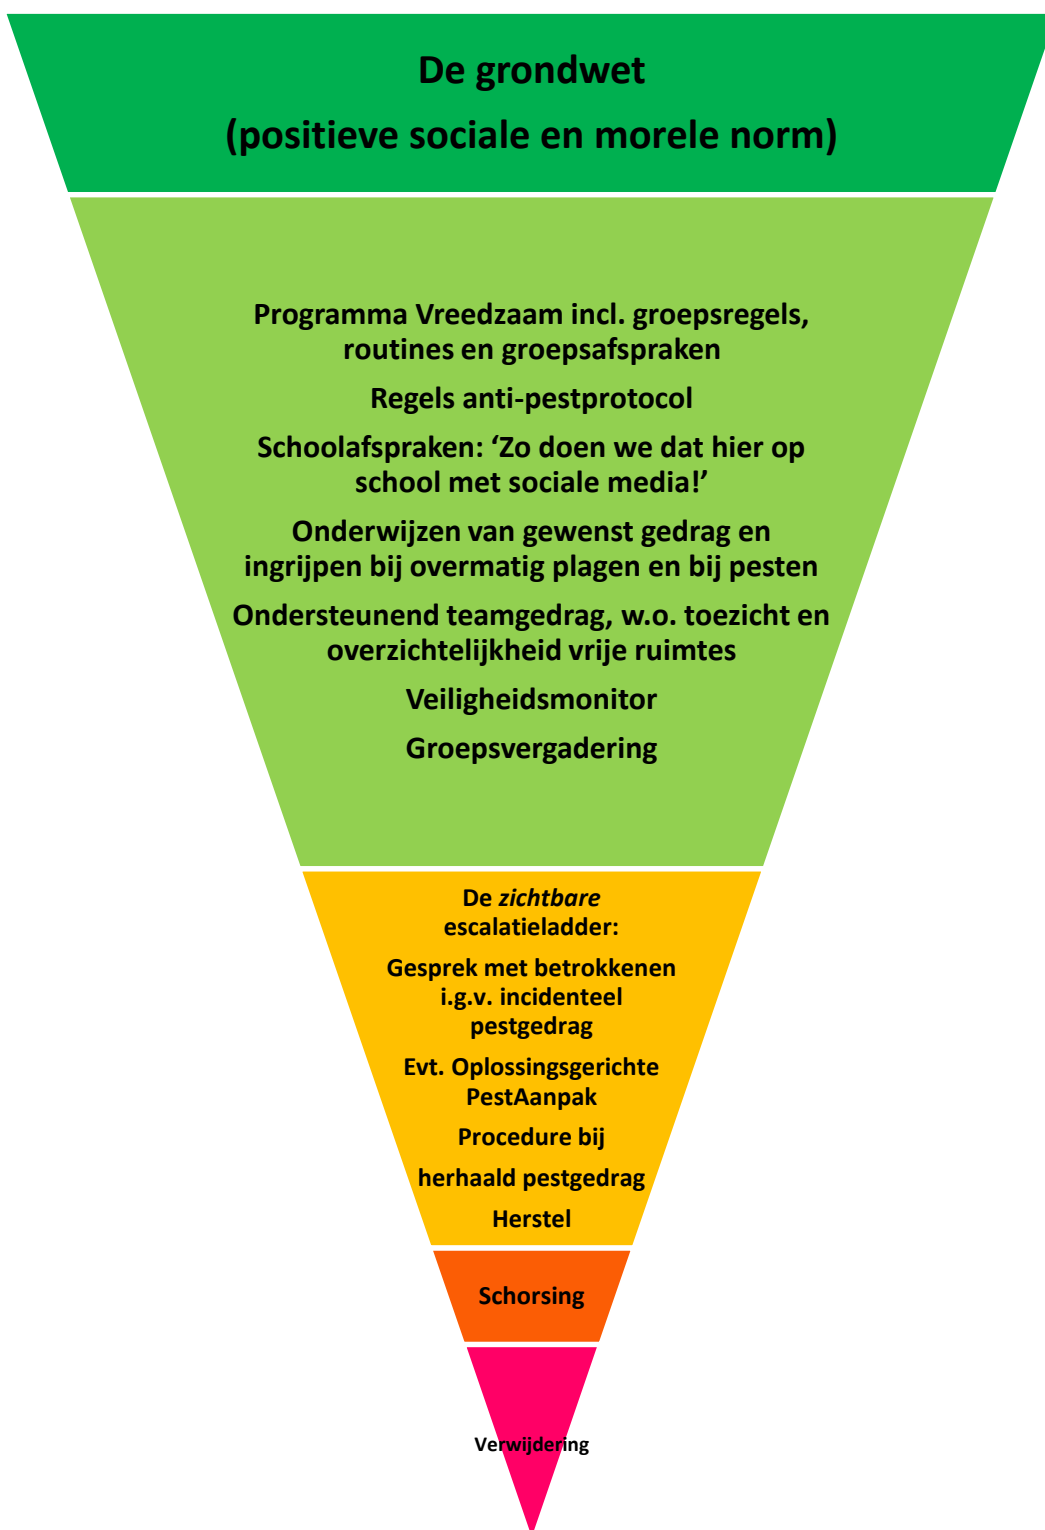 De grondwet
(positieve sociale en morele norm)
Programma Vreedzaam incl. groepsregels,
routines en groepsafspraken
Regels anti-pestprotocol
Schoolafspraken: ‘Zo doen we dat hier op
school met sociale media!’
Onderwijzen van gewenst gedrag en
ingrijpen bij overmatig plagen en bij pesten
Ondersteunend teamgedrag, w.o. toezicht en
overzichtelijkheid vrije ruimtes
Veiligheidsmonitor
Groepsvergadering
De zichtbare
escalatieladder:
Gesprek met betrokkenen
i.g.v. incidenteel
pestgedrag
Evt. Oplossingsgerichte
PestAanpak
Procedure bij
herhaald pestgedrag
Herstel
Schorsing
Verwijdering